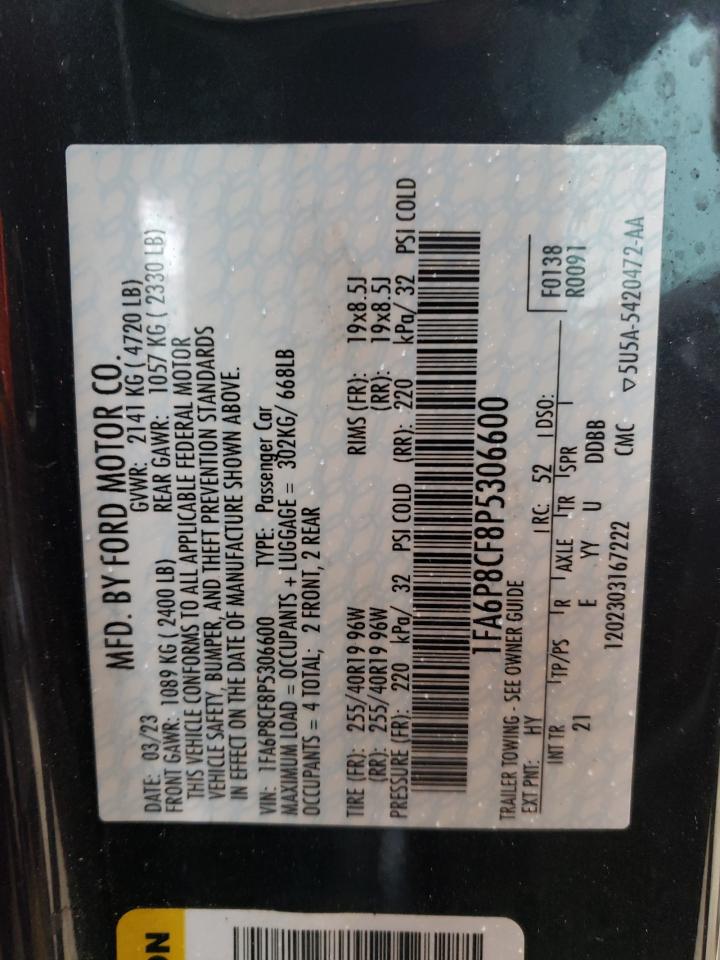 MFD. BY FORD MOTOR CO.
DATE: 03/23 GVWR: 2141 KG ( 4720 LB)
FRONT GAWR: 1089 KG ( 2400 LB) REAR GAWR: 1057 KG ( 2330 LB)
THIS VEHICLE CONFORMS TO ALL APPLICABLE FEDERAL MOTOR
VEHICLE SAFETY, BUMPER, AND THEFT PREVENTION STANDARDS
IN EFFECT ON THE DATE OF MANUFACTURE SHOWN ABOVE.
VIN: 1FA6P8CF8P5306600 TYPE: Passenger Car
MAXIMUM LOAD = OCCUPANTS + LUGGAGE = 302KG/ 668LB
OCCUPANTS = 4 TOTAL; 2 FRONT, 2 REAR
TIRE (FR): 255/40R19 96W RIMS (FR): 19x8.5J
(RR): 255/40R19 96W (RR): 19x8.5J
PRESSURE (FR): 220 kPa/ 32 PSI COLD (RR): 220 kPa/ 32 PSI COLD
1FA6P8CF8P5306600
TRAILER TOWING - SEE OWNER GUIDE
EXT PNT: HY RC: 52 DSO: F0138
R0091
INT TR TP/PS R AXLE TR SPR
21 E YY U DDBB
1202303167222 CMC ▽5U5A-5420472-AA
ON